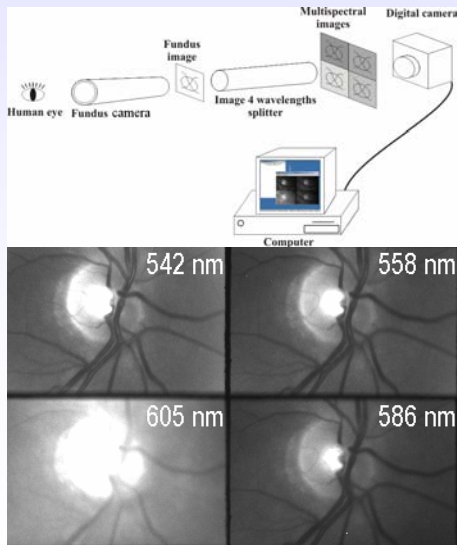 Multispectral
images
Digital camera
Fundus
image
Human eye
Fundus camera
Image 4 wavelengths
splitter
Computer
542 nm
558 nm
605 nm
586 nm